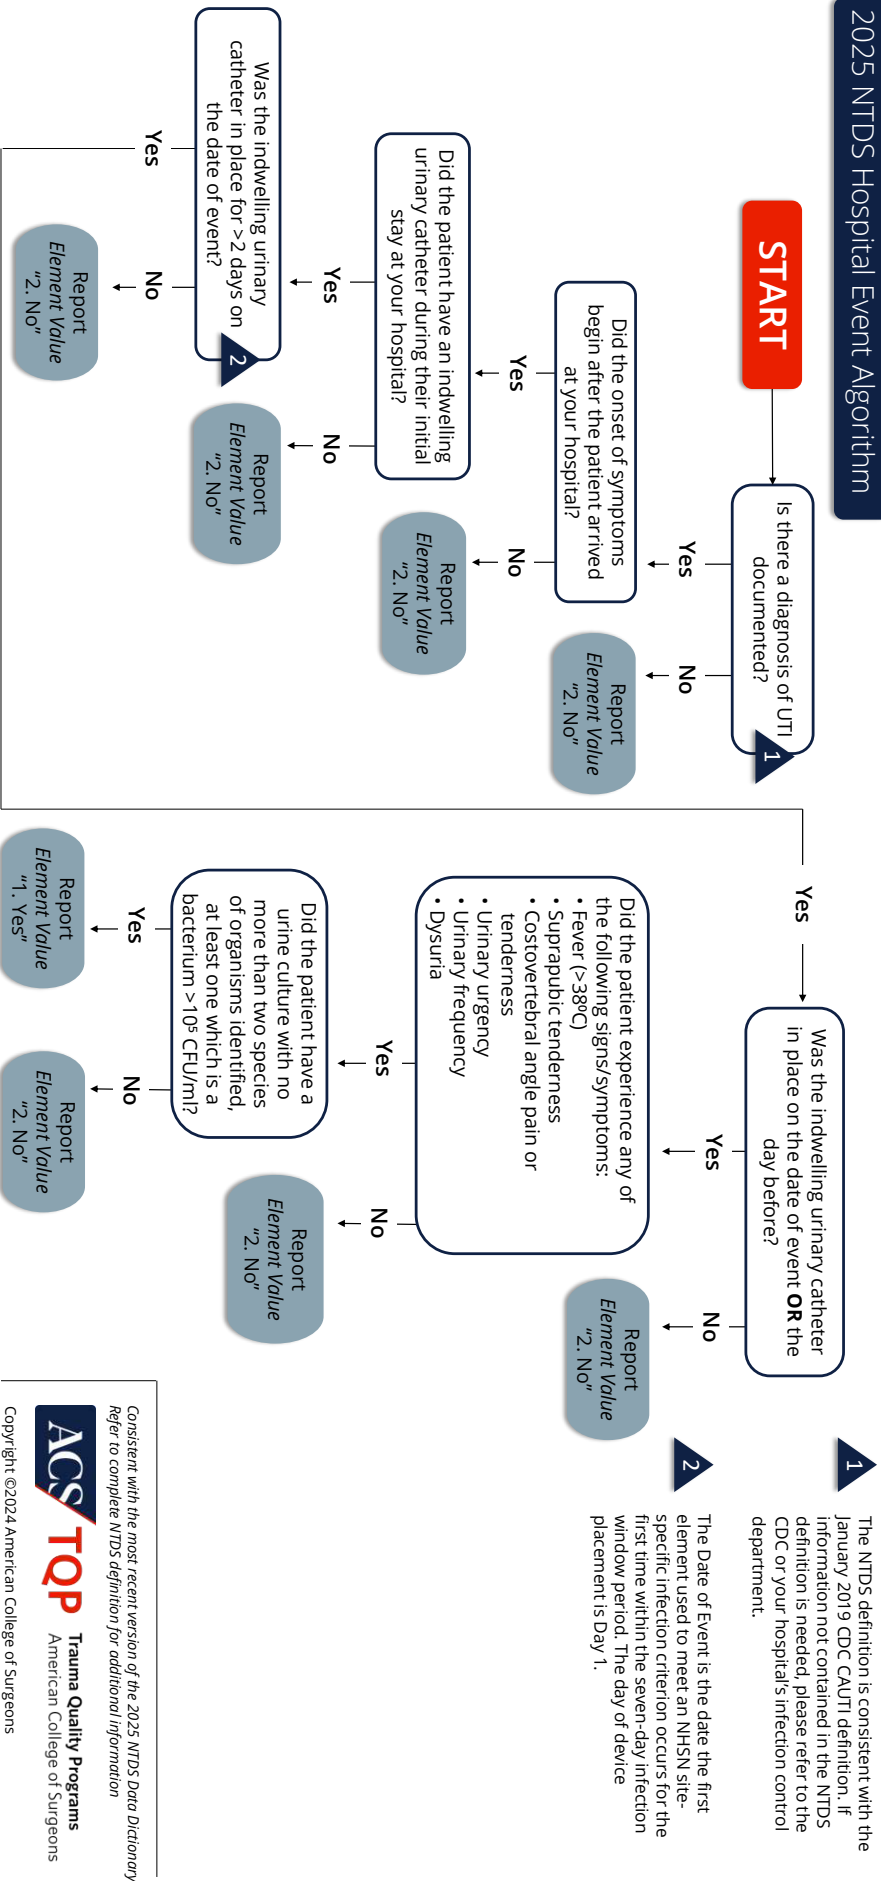 2025 NTDS Hospital Event Algorithm
START
Is there a diagnosis of UTI
documented?
1
Yes
No
Report
Element Value
“2. No”
Did the onset of symptoms
begin after the patient arrived
at your hospital?
Yes
No
Report
Element Value
“2. No”
Did the patient have an indwelling
urinary catheter during their initial
stay at your hospital?
Yes
No
Report
Element Value
“2. No”
Was the indwelling urinary
catheter in place for >2 days on
the date of event?
2
Yes
No
Report
Element Value
“2. No”
Yes
Was the indwelling urinary catheter
in place on the date of event OR the
day before?
Yes
No
Report
Element Value
“2. No”
Did the patient experience any of
the following signs/symptoms:
• Fever (>38⁰C)
• Suprapubic tenderness
• Costovertebral angle pain or
tenderness
• Urinary urgency
• Urinary frequency
• Dysuria
Yes
No
Report
Element Value
“2. No”
Did the patient have a
urine culture with no
more than two species
of organisms identified,
at least one which is a
bacterium >10⁵ CFU/ml?
Yes
No
Report
Element Value
“1. Yes”
Report
Element Value
“2. No”
1
The NTDS definition is consistent with the
January 2019 CDC CAUTI definition. If
information not contained in the NTDS
definition is needed, please refer to the
CDC or your hospital’s infection control
department.
2
The Date of Event is the date the first
element used to meet an NHSN site-
specific infection criterion occurs for the
first time within the seven-day infection
window period. The day of device
placement is Day 1.
Consistent with the most recent version of the 2025 NTDS Data Dictionary
Refer to complete NTDS definition for additional information
ACS TQP
Trauma Quality Programs
American College of Surgeons
Copyright ©2024 American College of Surgeons